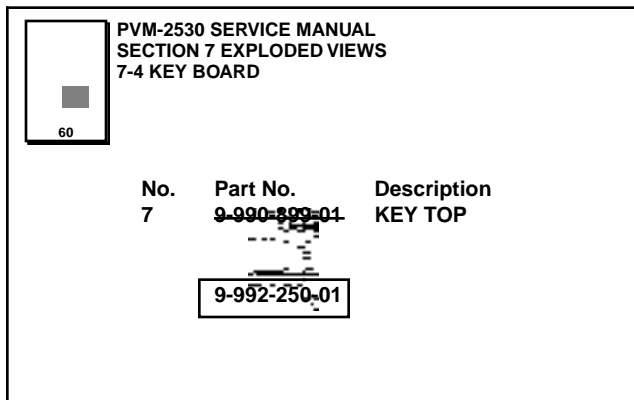 PVM-2530 SERVICE MANUAL
SECTION 7 EXPLODED VIEWS
7-4 KEY BOARD
60
No. Part No. Description
7 9-990-899-01 KEY TOP
9-992-250-01